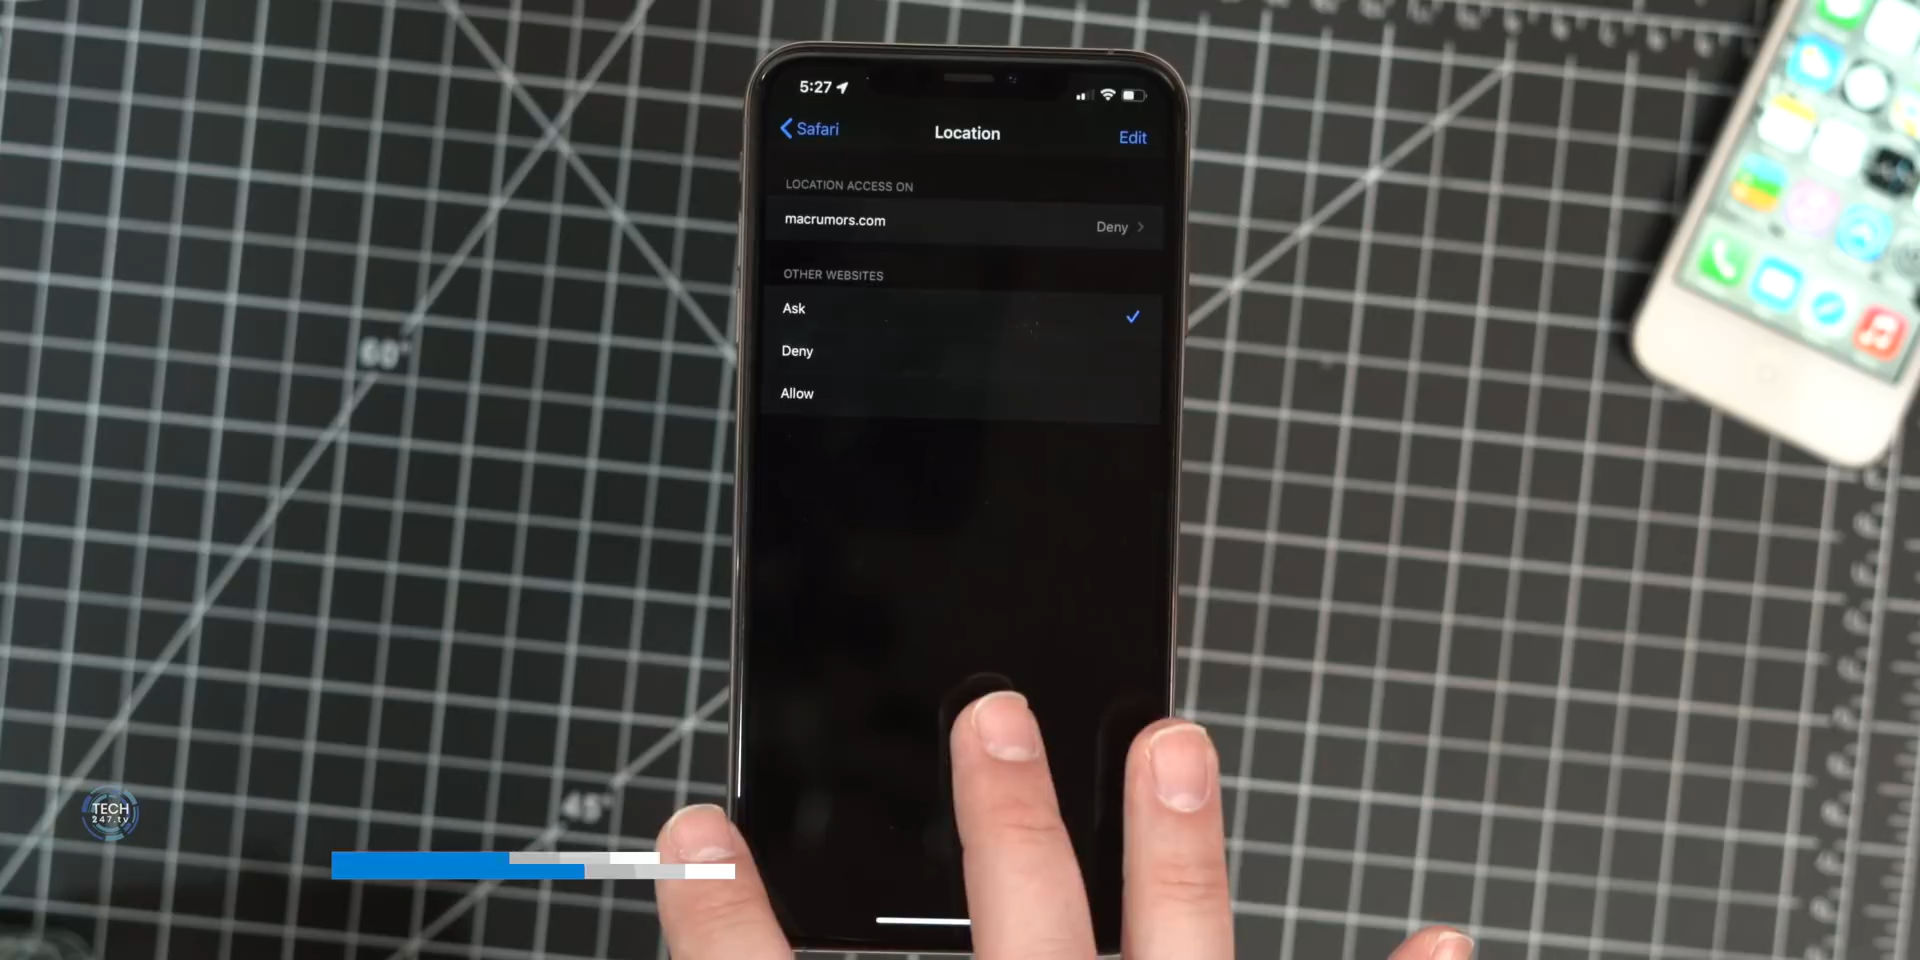 5:27
Safari
Location
Edit
LOCATION ACCESS ON
macrumors.com
Deny
OTHER WEBSITES
Ask
Deny
Allow
60°
45°
TECH
247.tv